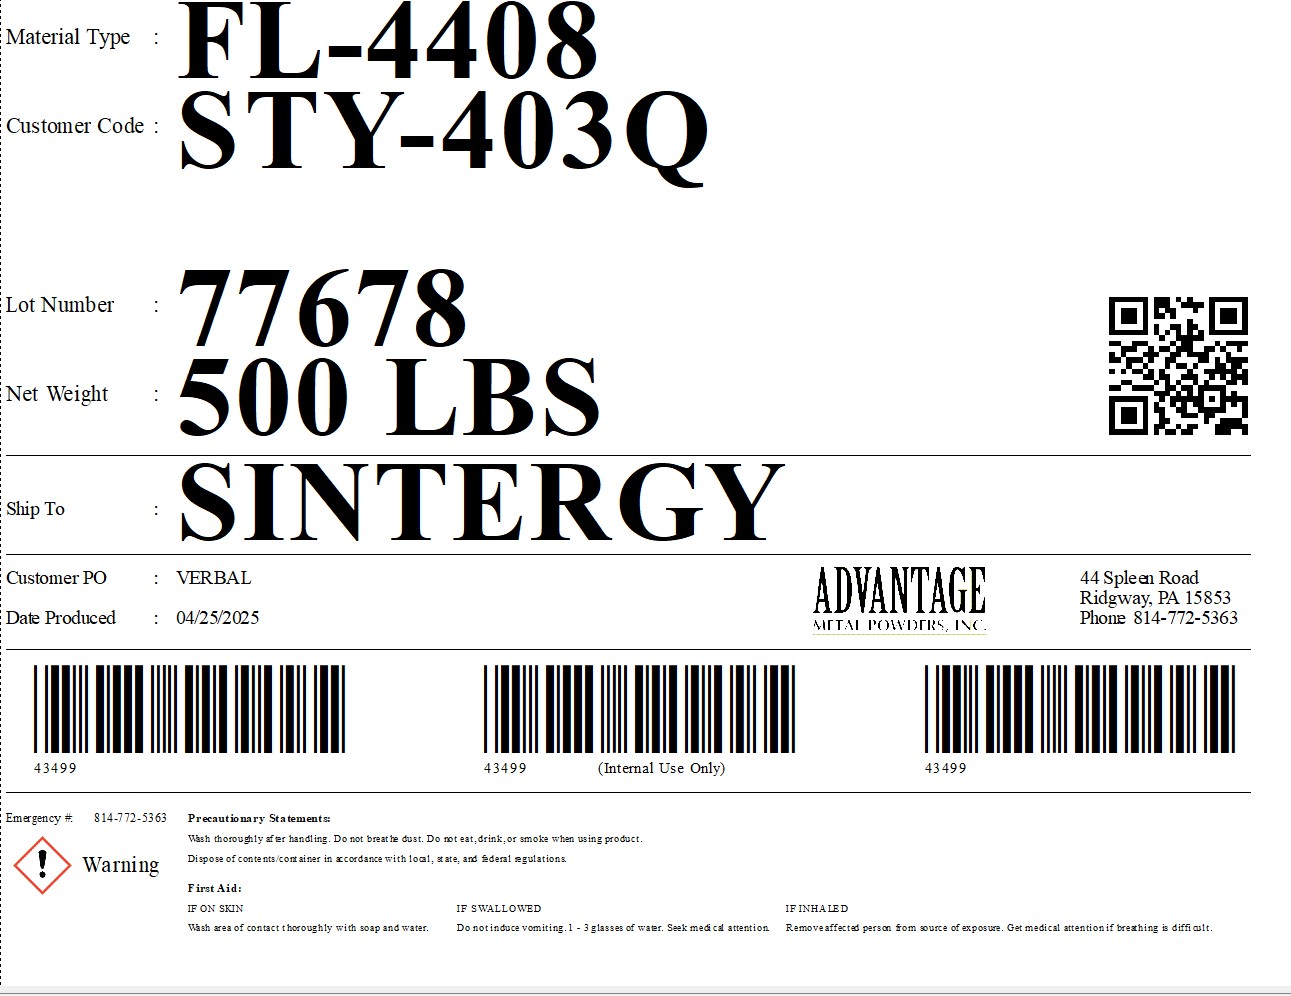 Material Type : FL-4408
Customer Code : STY-403Q
Lot Number : 77678
Net Weight : 500 LBS
Ship To : SINTERGY
Customer PO : VERBAL
Date Produced : 04/25/2025
ADVANTAGE
METAL POWDERS, INC.
44 Spleen Road
Ridgway, PA 15853
Phone 814-772-5363
43499
43499 (Internal Use Only)
43499
Emergency #: 814-772-5363
Warning
Precautionary Statements:
Wash thoroughly after handling. Do not breathe dust. Do not eat, drink, or smoke when using product.
Dispose of contents/container in accordance with local, state, and federal regulations.
First Aid:
IF ON SKIN
Wash area of contact thoroughly with soap and water.
IF SWALLOWED
Do not induce vomiting. 1 - 3 glasses of water. Seek medical attention.
IF INHALED
Remove affected person from source of exposure. Get medical attention if breathing is difficult.